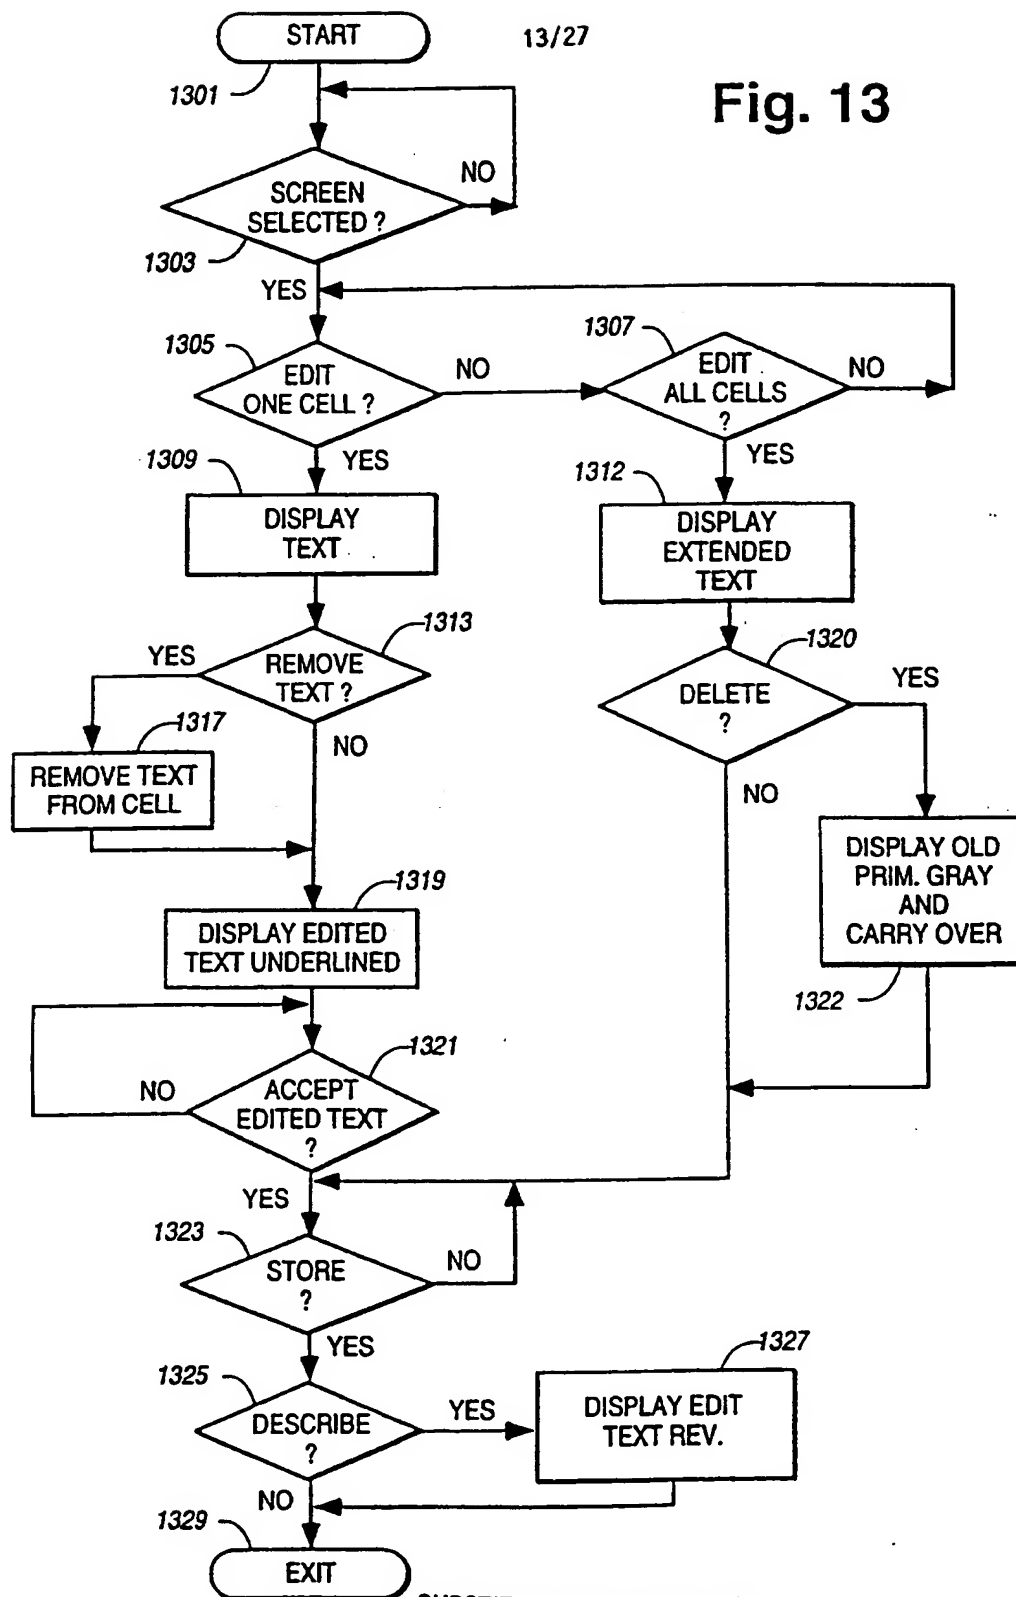 START
13/27
1301
Fig. 13
NO
SCREEN
SELECTED ?
1303
YES
1305
EDIT
ONE CELL ?
NO
1307
EDIT
ALL CELLS
?
NO
YES
1309
DISPLAY
TEXT
YES
1312
DISPLAY
EXTENDED
TEXT
1313
YES
REMOVE
TEXT ?
NO
1320
DELETE
?
YES
NO
1317
REMOVE TEXT
FROM CELL
DISPLAY OLD
PRIM. GRAY
AND
CARRY OVER
1322
1319
DISPLAY EDITED
TEXT UNDERLINED
1321
NO
ACCEPT
EDITED TEXT
?
YES
1323
STORE
?
NO
YES
1325
DESCRIBE
?
YES
1327
DISPLAY EDIT
TEXT REV.
NO
1329
EXIT